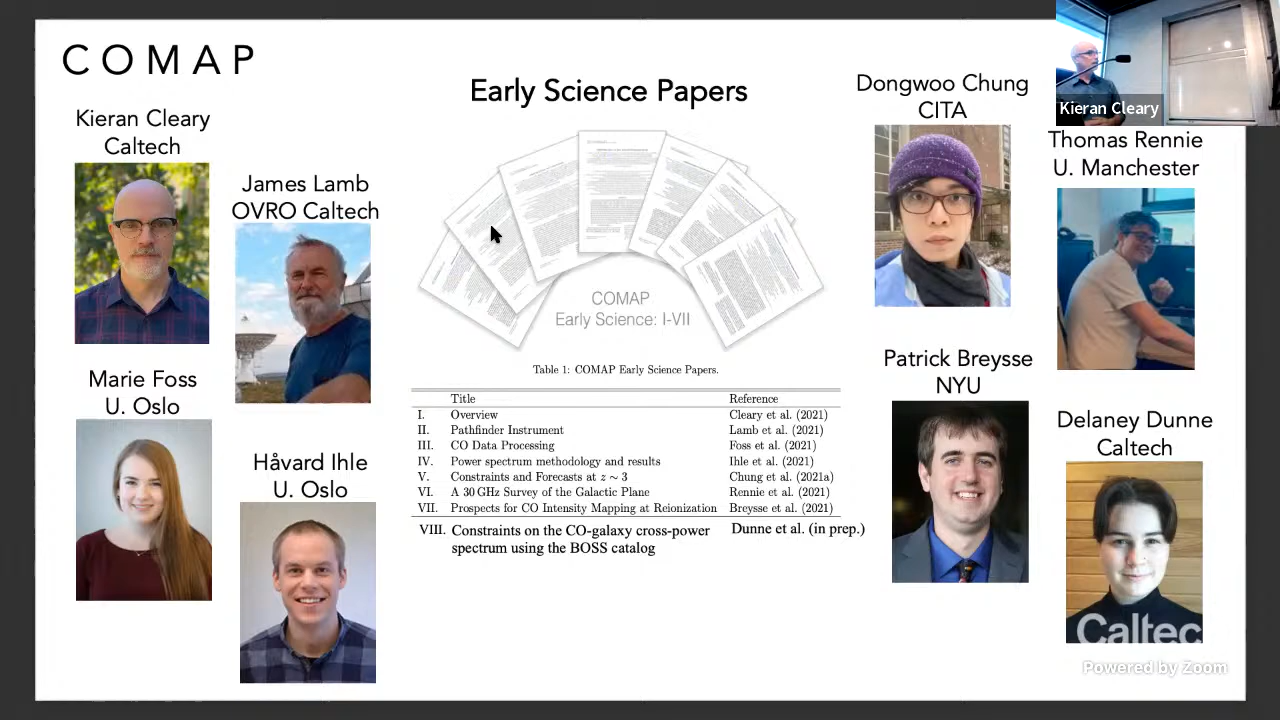 COMAP
Early Science Papers
Kieran Cleary
Caltech
James Lamb
OVRO Caltech
Marie Foss
U. Oslo
Håvard Ihle
U. Oslo
COMAP
Early Science: I-VII
Table 1: COMAP Early Science Papers.
Title Reference
I. Overview Cleary et al. (2021)
II. Pathfinder Instrument Lamb et al. (2021)
III. CO Data Processing Foss et al. (2021)
IV. Power spectrum methodology and results Ihle et al. (2021)
V. Constraints and Forecasts at z ∼ 3 Chung et al. (2021a)
VI. A 30 GHz Survey of the Galactic Plane Rennie et al. (2021)
VII. Prospects for CO Intensity Mapping at Reionization Breysse et al. (2021)
VIII. Constraints on the CO-galaxy cross-power Dunne et al. (in prep.)
spectrum using the BOSS catalog
Dongwoo Chung
CITA
Kieran Cleary
Thomas Rennie
U. Manchester
Patrick Breysse
NYU
Delaney Dunne
Caltech
Caltec
Powered by Zoom